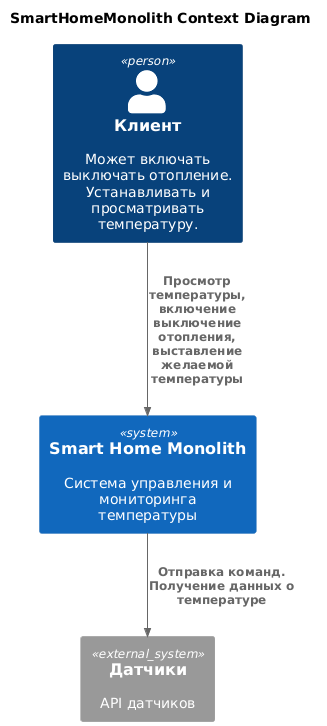 SmartHomeMonolith Context Diagram
«person»
Клиент
Может включать
выключать отопление.
Устанавливать и
просматривать
температуру.
Просмотр
температуры,
включение
выключение
отопления,
выставление
желаемой
температуры
«system»
Smart Home Monolith
Система управления и
мониторинга
температуры
Отправка команд.
Получение данных о
температуре
«external_system»
Датчики
API датчиков